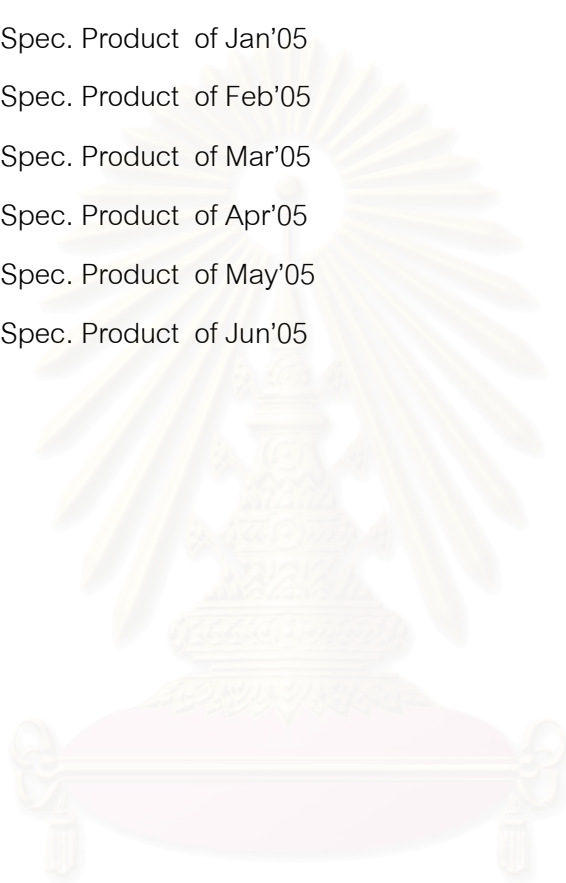 Spec. Product  of Jan’05
Spec. Product  of Feb’05
Spec. Product  of Mar’05
Spec. Product  of Apr’05
Spec. Product  of May’05
Spec. Product  of Jun’05